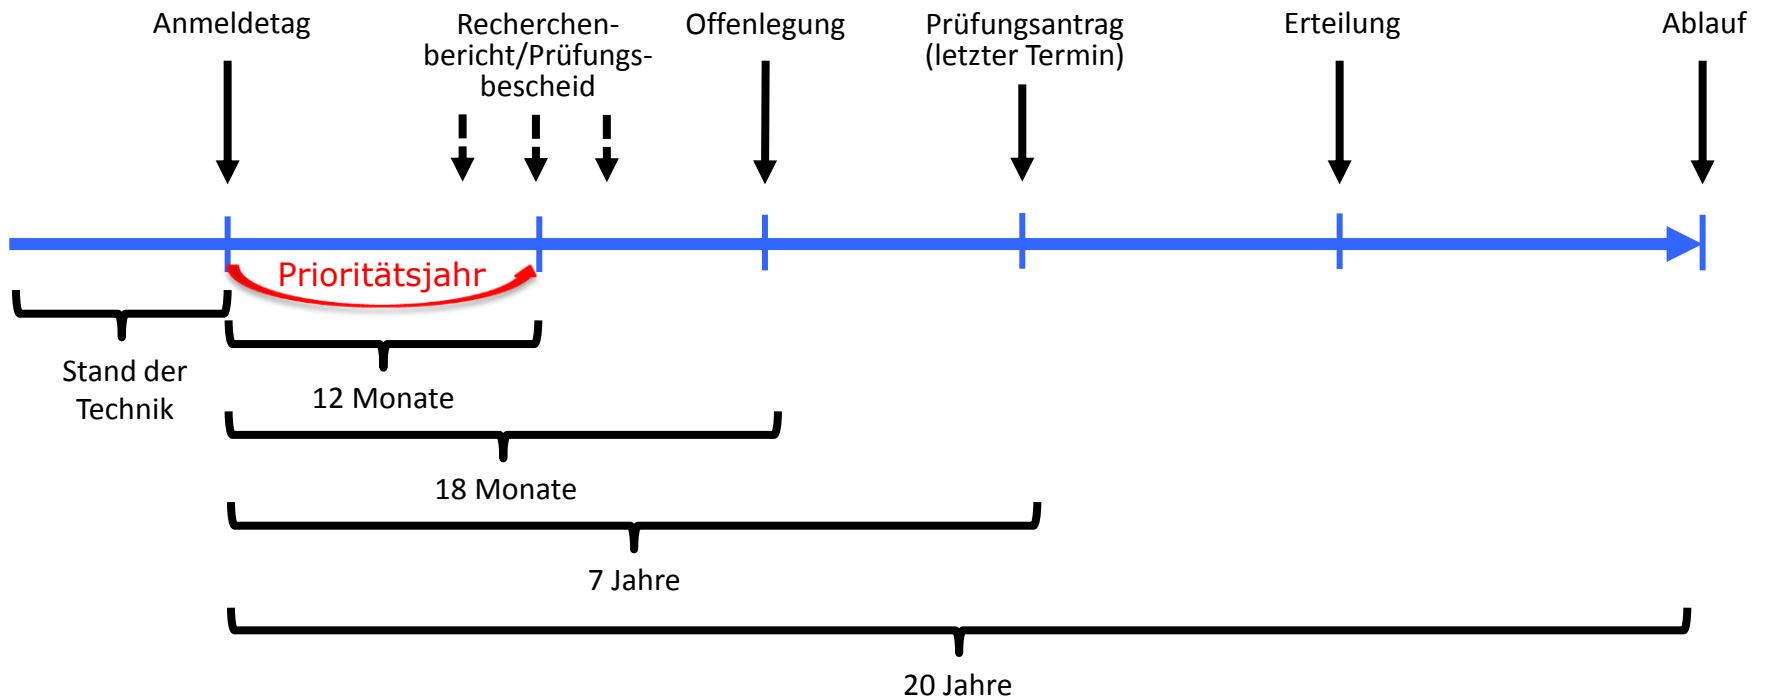 Anmeldetag
Recherchen-
bericht/Prüfungs-
bescheid
Offenlegung
Prüfungsantrag
(letzter Termin)
Erteilung
Ablauf
Prioritätsjahr
Stand der
Technik
12 Monate
18 Monate
7 Jahre
20 Jahre